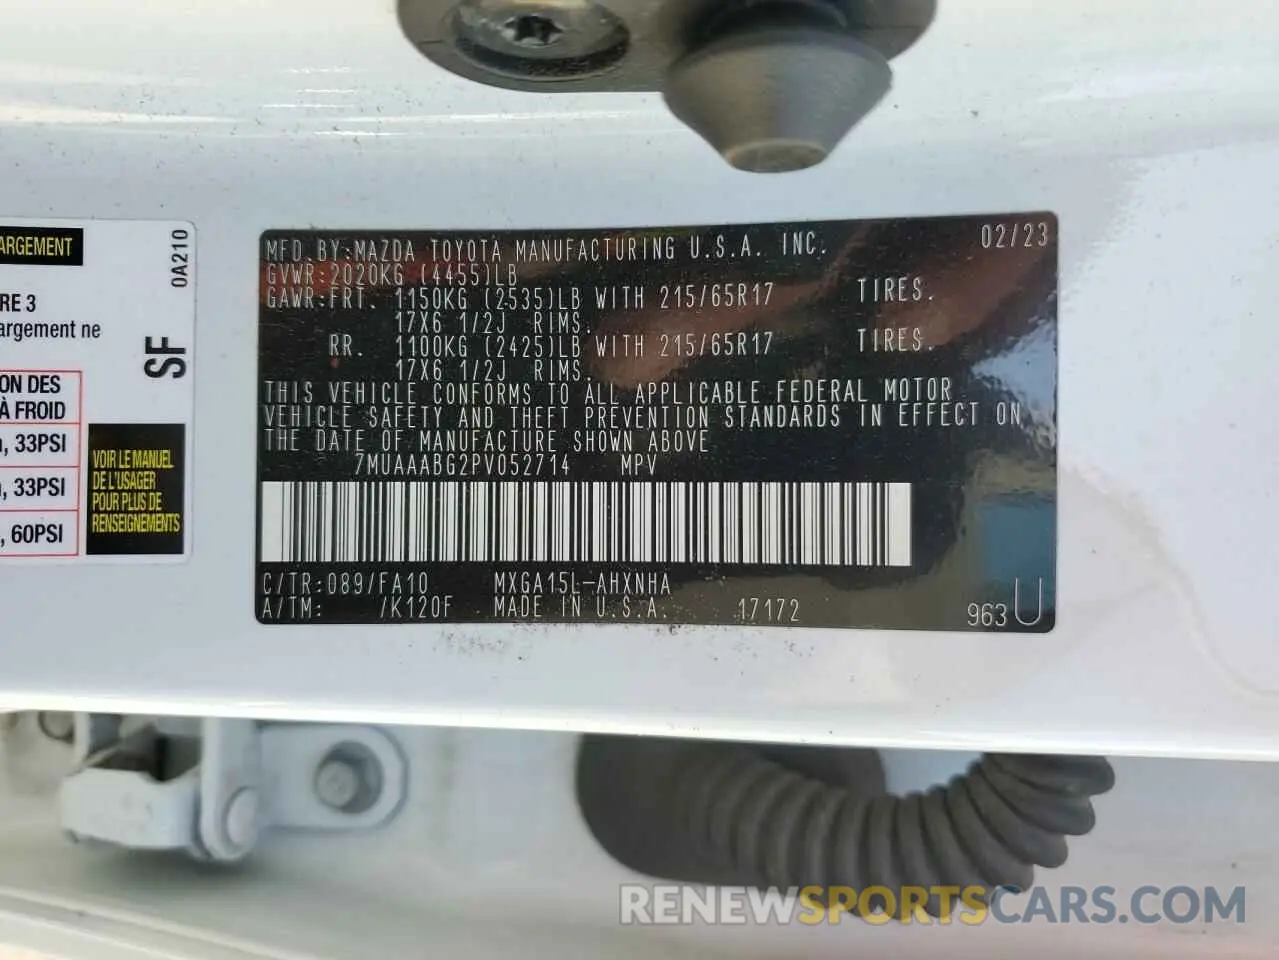 ARGEMENT
0A210
RE 3
argement ne
SF
ON DES
À FROID
, 33PSI
, 33PSI
, 60PSI
VOIR LE MANUEL
DE L'USAGER
POUR PLUS DE
RENSEIGNEMENTS
MFD. BY:MAZDA TOYOTA MANUFACTURING U.S.A. INC. 02/23
GVWR:2020KG (4455)LB
GAWR:FRT. 1150KG (2535)LB WITH 215/65R17 TIRES.
17X6 1/2J RIMS.
RR. 1100KG (2425)LB WITH 215/65R17 TIRES.
17X6 1/2J RIMS.
THIS VEHICLE CONFORMS TO ALL APPLICABLE FEDERAL MOTOR
VEHICLE SAFETY AND THEFT PREVENTION STANDARDS IN EFFECT ON
THE DATE OF MANUFACTURE SHOWN ABOVE
7MUAAABG2PV052714 MPV
C/TR:089/FA10 MXGA15L-AHXNHA
A/TM: /K120F MADE IN U.S.A. 17172 963 U
RENEWSPORTSCARS.COM